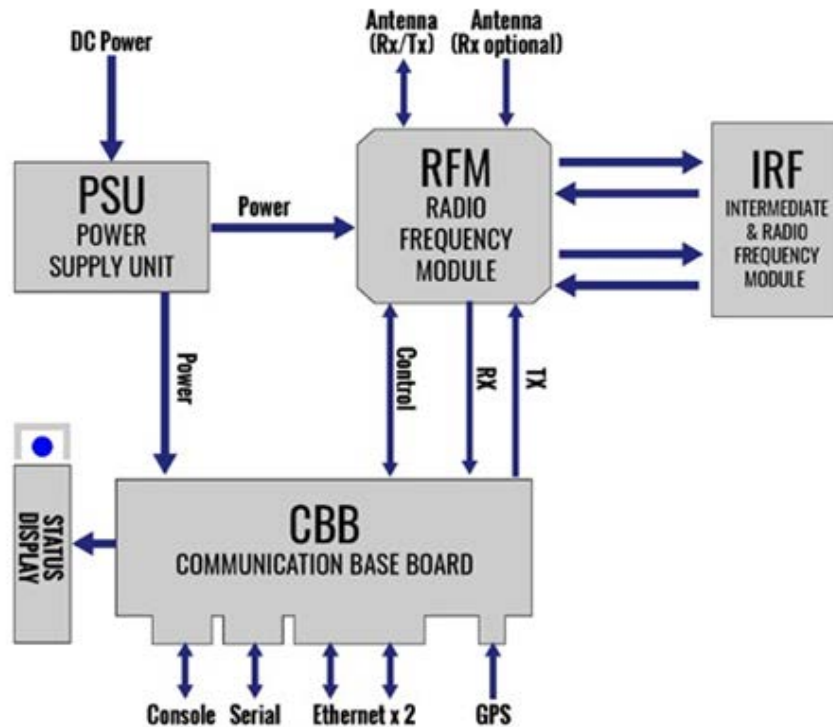 DC Power
Antenna
(Rx/Tx)
Antenna
(Rx optional)
PSU
POWER
SUPPLY UNIT
Power
RFM
RADIO
FREQUENCY
MODULE
IRF
INTERMEDIATE
& RADIO
FREQUENCY
MODULE
Power
Control
RX
TX
STATUS
DISPLAY
CBB
COMMUNICATION BASE BOARD
Console
Serial
Ethernet x 2
GPS